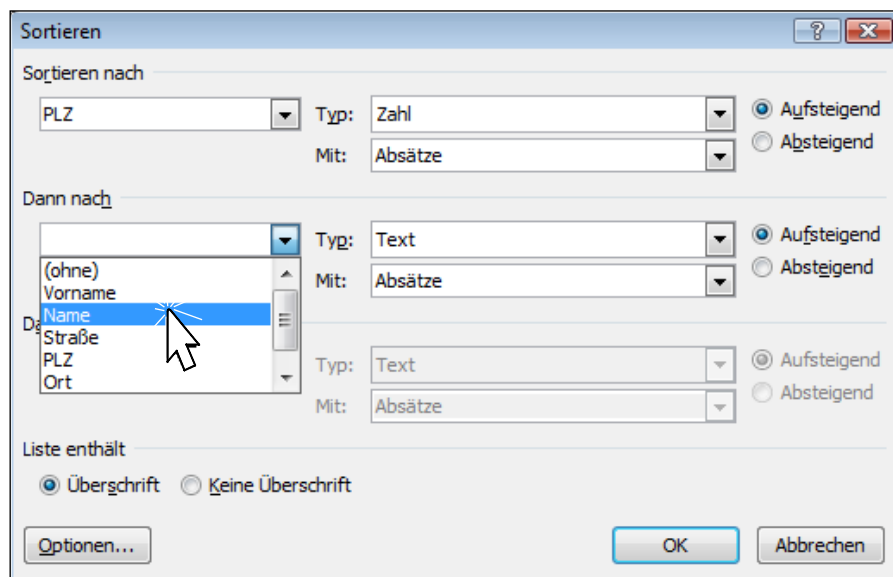 Sortieren
Sortieren nach
PLZ Typ: Zahl Aufsteigend
Mit: Absätze Absteigend
Dann nach
Typ: Text Aufsteigend
(ohne)
Mit: Absätze Absteigend
Vorname
Name
Straße
PLZ
Ort
Typ: Text Aufsteigend
Mit: Absätze Absteigend
Liste enthält
Überschrift Keine Überschrift
Optionen... OK Abbrechen